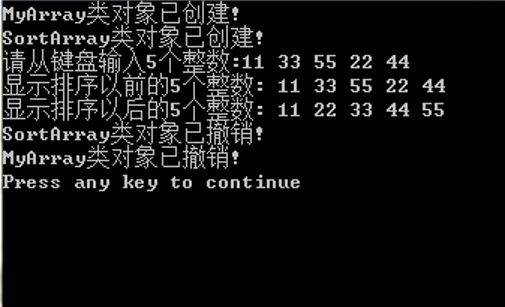 MyArray类对象已创建!
SortArray类对象已创建!
请从键盘输入5个整数:11 33 55 22 44
显示排序以前的5个整数: 11 33 55 22 44
显示排序以后的5个整数: 11 22 33 44 55
SortArray类对象已撤销!
MyArray类对象已撤销!
Press any key to continue